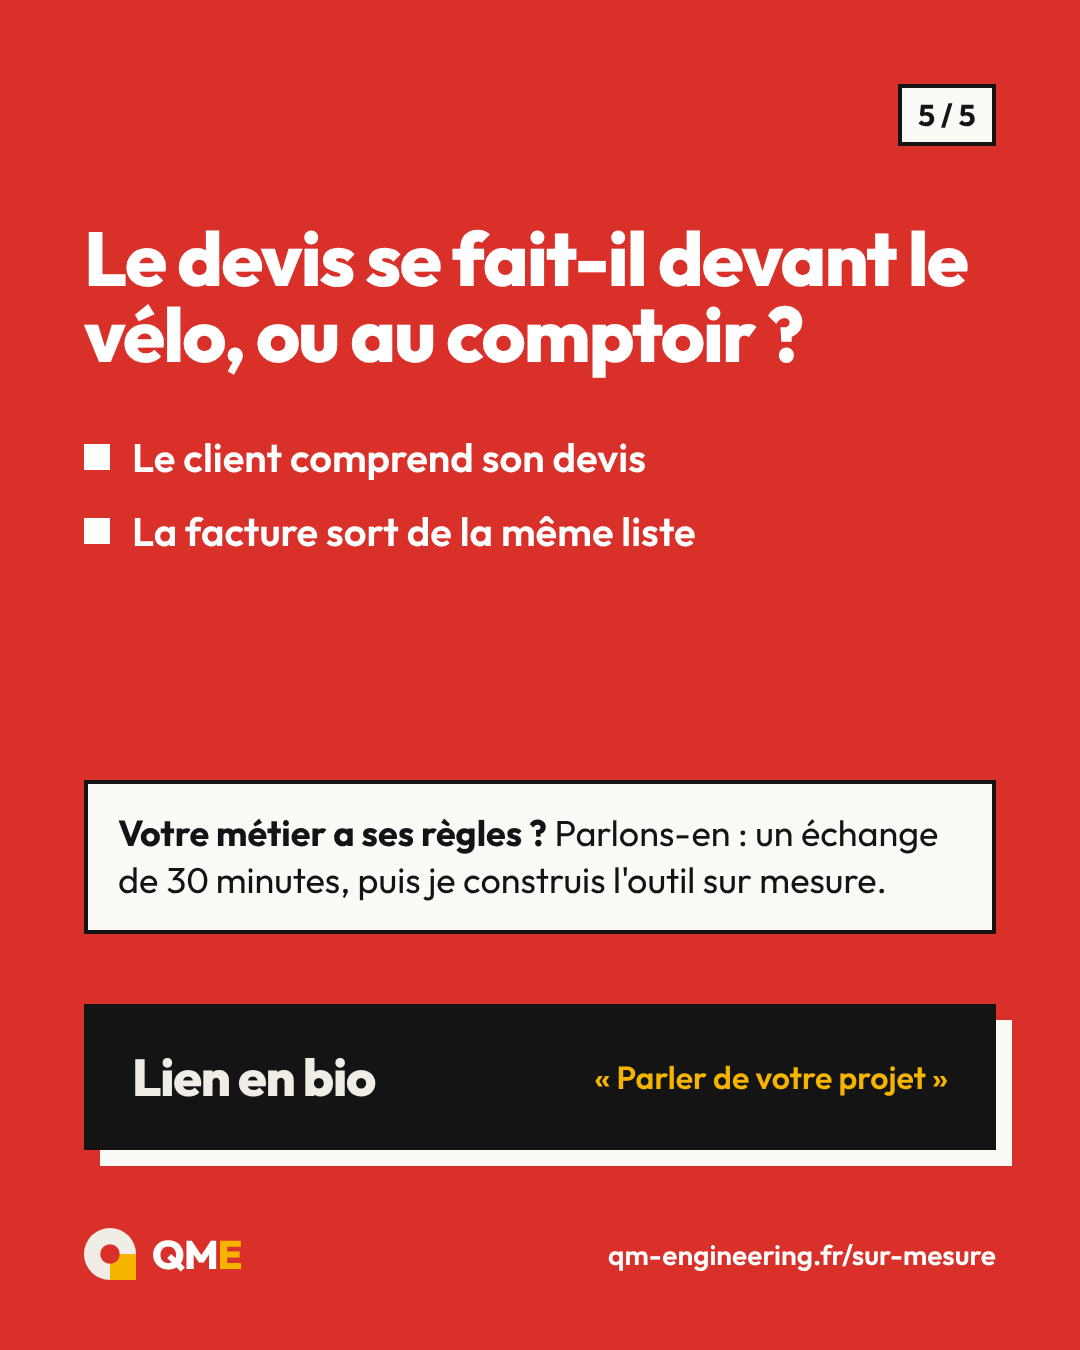 5 / 5
Le devis se fait-il devant le
vélo, ou au comptoir ?
Le client comprend son devis
La facture sort de la même liste
Votre métier a ses règles ? Parlons-en : un échange
de 30 minutes, puis je construis l'outil sur mesure.
Lien en bio
« Parler de votre projet »
QME
qm-engineering.fr/sur-mesure